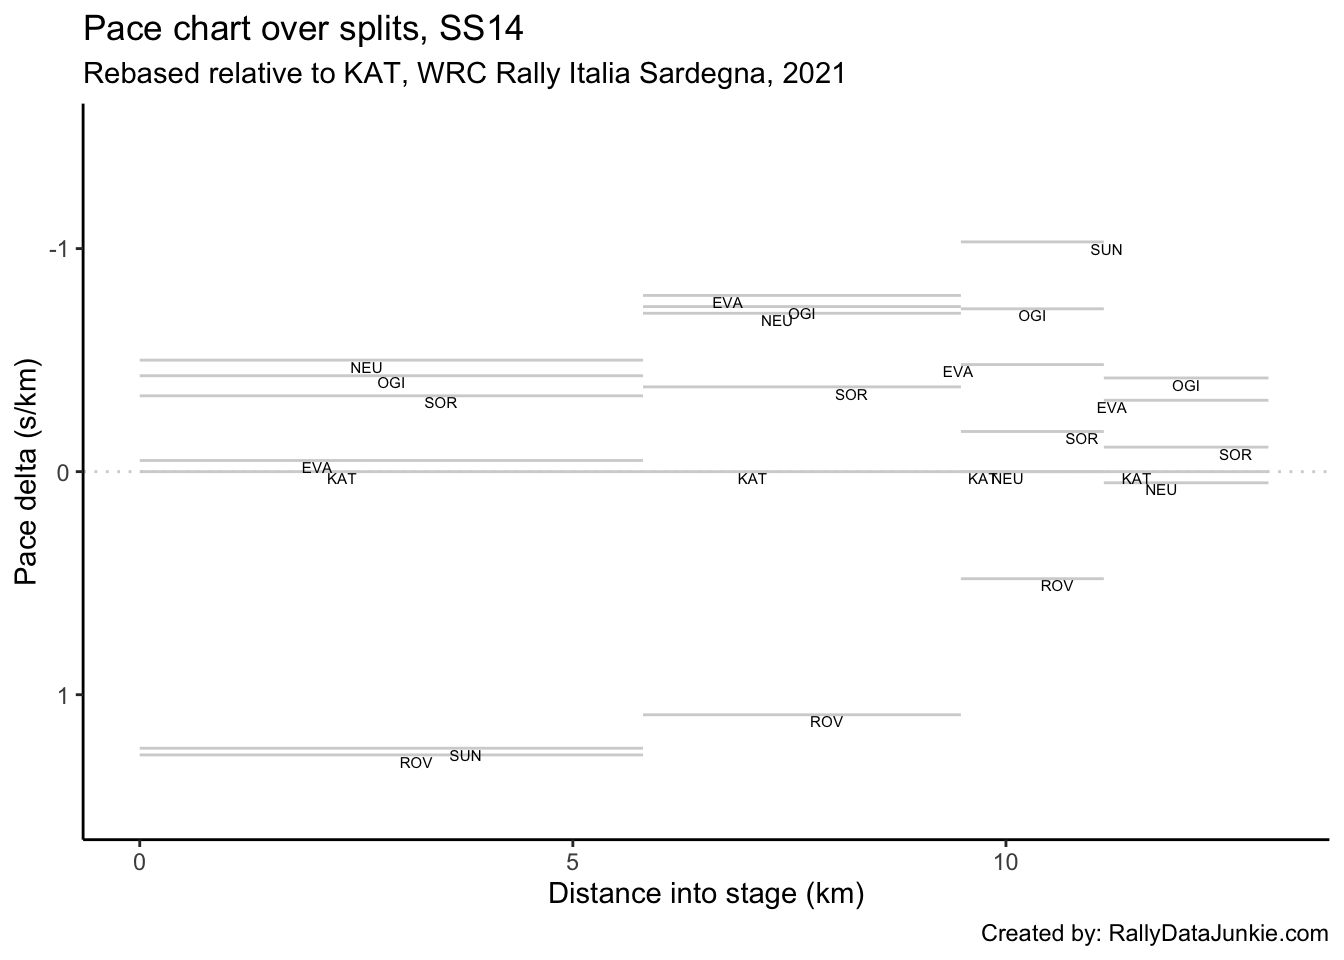 Pace chart over splits, SS14
Rebased relative to KAT, WRC Rally Italia Sardegna, 2021
Pace delta (s/km)
-1
0
1
SUN
EVA
OGI
OGI
NEU
NEU
EVA
OGI
OGI
SOR
SOR
EVA
SOR
SOR
EVA
KAT
KAT
KAT
NEU
KAT
NEU
ROV
ROV
SUN
ROV
0
5
10
Distance into stage (km)
Created by: RallyDataJunkie.com